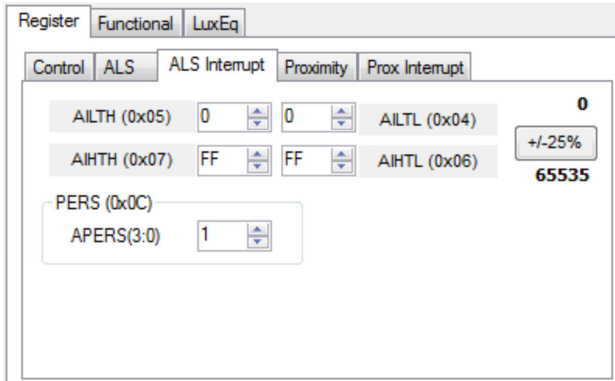 Register Functional LuxEq
Control ALS ALS Interrupt Proximity Prox Interrupt
AILTH (0x05) 0 0 AILTL (0x04) 0
+/-25%
AIHTH (0x07) FF FF AIHTL (0x06) 65535
PERS (0x0C)
APERS(3:0) 1